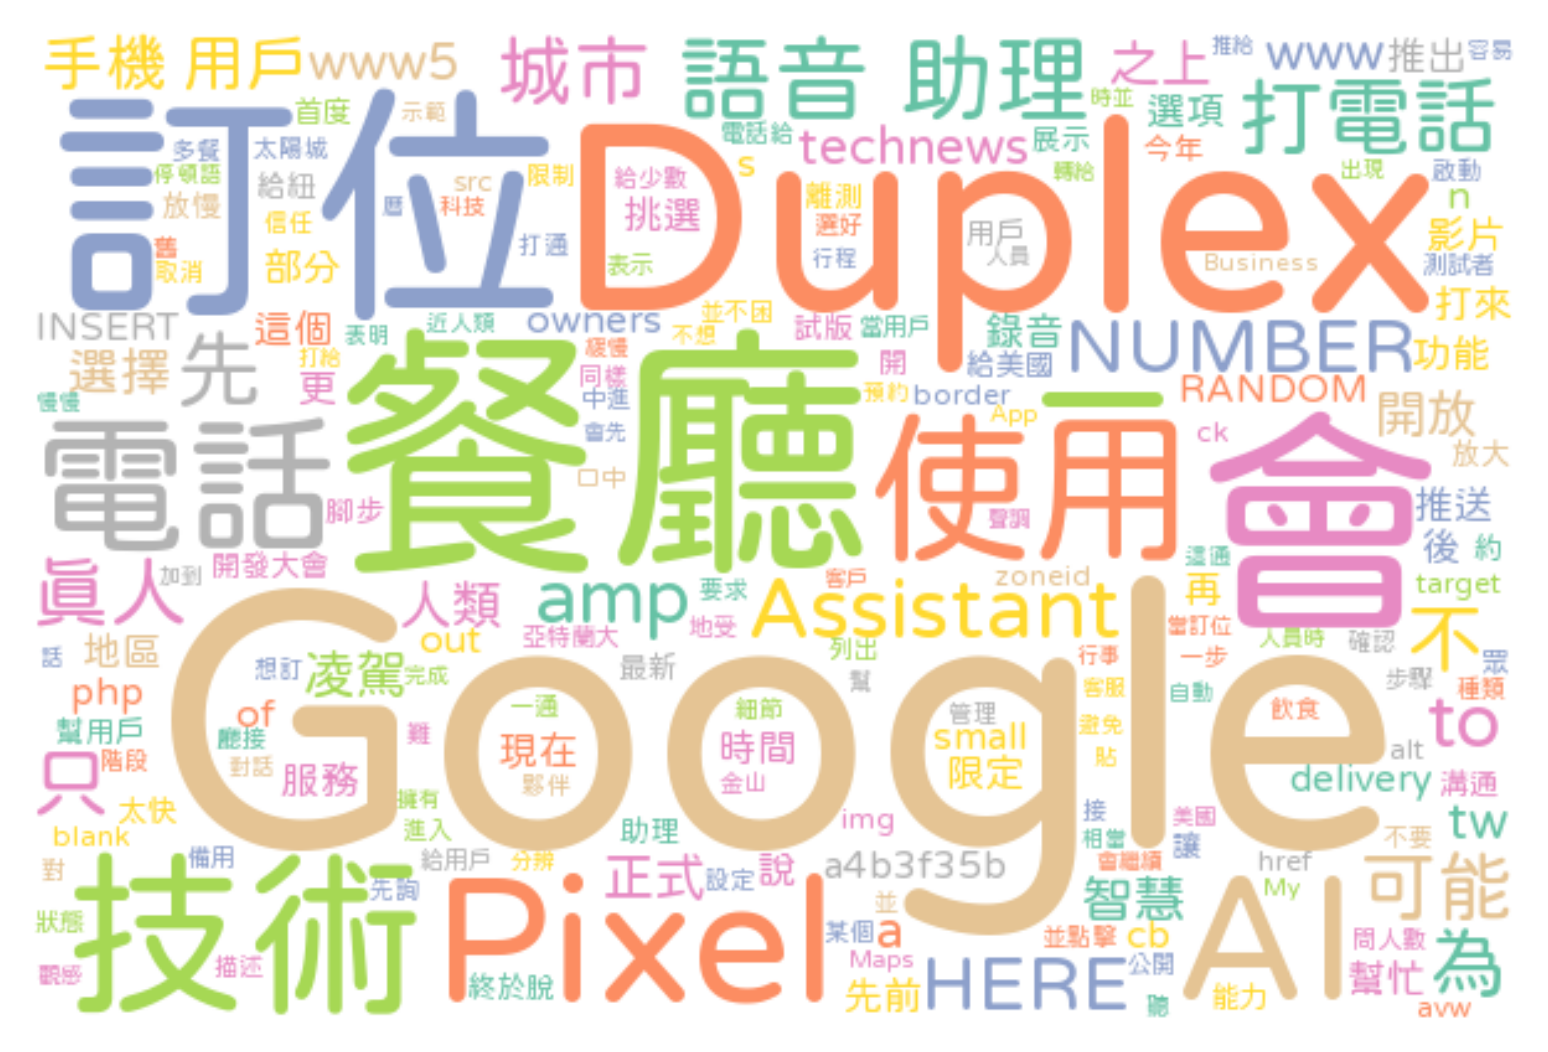 手機 用戶 www5 城市 語音 助理 之上 推給 www 推出 容易
首度 示範 時並 選項 打電話
訂位 Duplex
多餐 太陽城 電話給 technews 展示 今年
停頓語 給紐 src 限制 給少數 s 轉給 出現 啟動
放慢 信任 曆 科技 挑選 離測 選好 用戶 n
舊 取消 部分 打通 表示 行程 人員 Business 影片 測試者
INSERT 這個 表明 近人類 owners 不想 並不困 試版 當用戶 錄音 NUMBER 打來
選擇 先 打給 更 緩慢 同樣 開 給美國 功能
慢慢 餐廳 中進 預約 border App 一 RANDOM 開放
電話 會先 口中 使用 ck 會 放大
腳步 聲調 推送
真人 加到 開發大會 這通 後 約
人類 amp 要求 Assistant 客戶 zoneid 再 target
地區 話 out 亞特蘭大 地受 列出 當訂位 人員時 確認 不
想訂 凌駕 完成 最新 幫 行事 一步 眾
php Google 步驟 種類
幫用戶 of 廳接 難 一通 細節 管理 客服 自動 飲食 to
只 階段 對話 服務 現在 時間 small 避免 alt
太快 夥伴 金山 限定 貼 delivery 溝通
blank 擁有 進入 助理 img 接 相當 美國 tw
對 備用 給用戶 分辨 正式 說 a4b3f35b 會繼續 讓 href 不要
技術 先詢 Pixel 設定 並 智慧 AI My 可能
狀態 某個 a 並點擊 cb 問人數 為
觀感 描述 終於脫 Maps 先前 HERE 公開 幫忙
聽 能力 avw